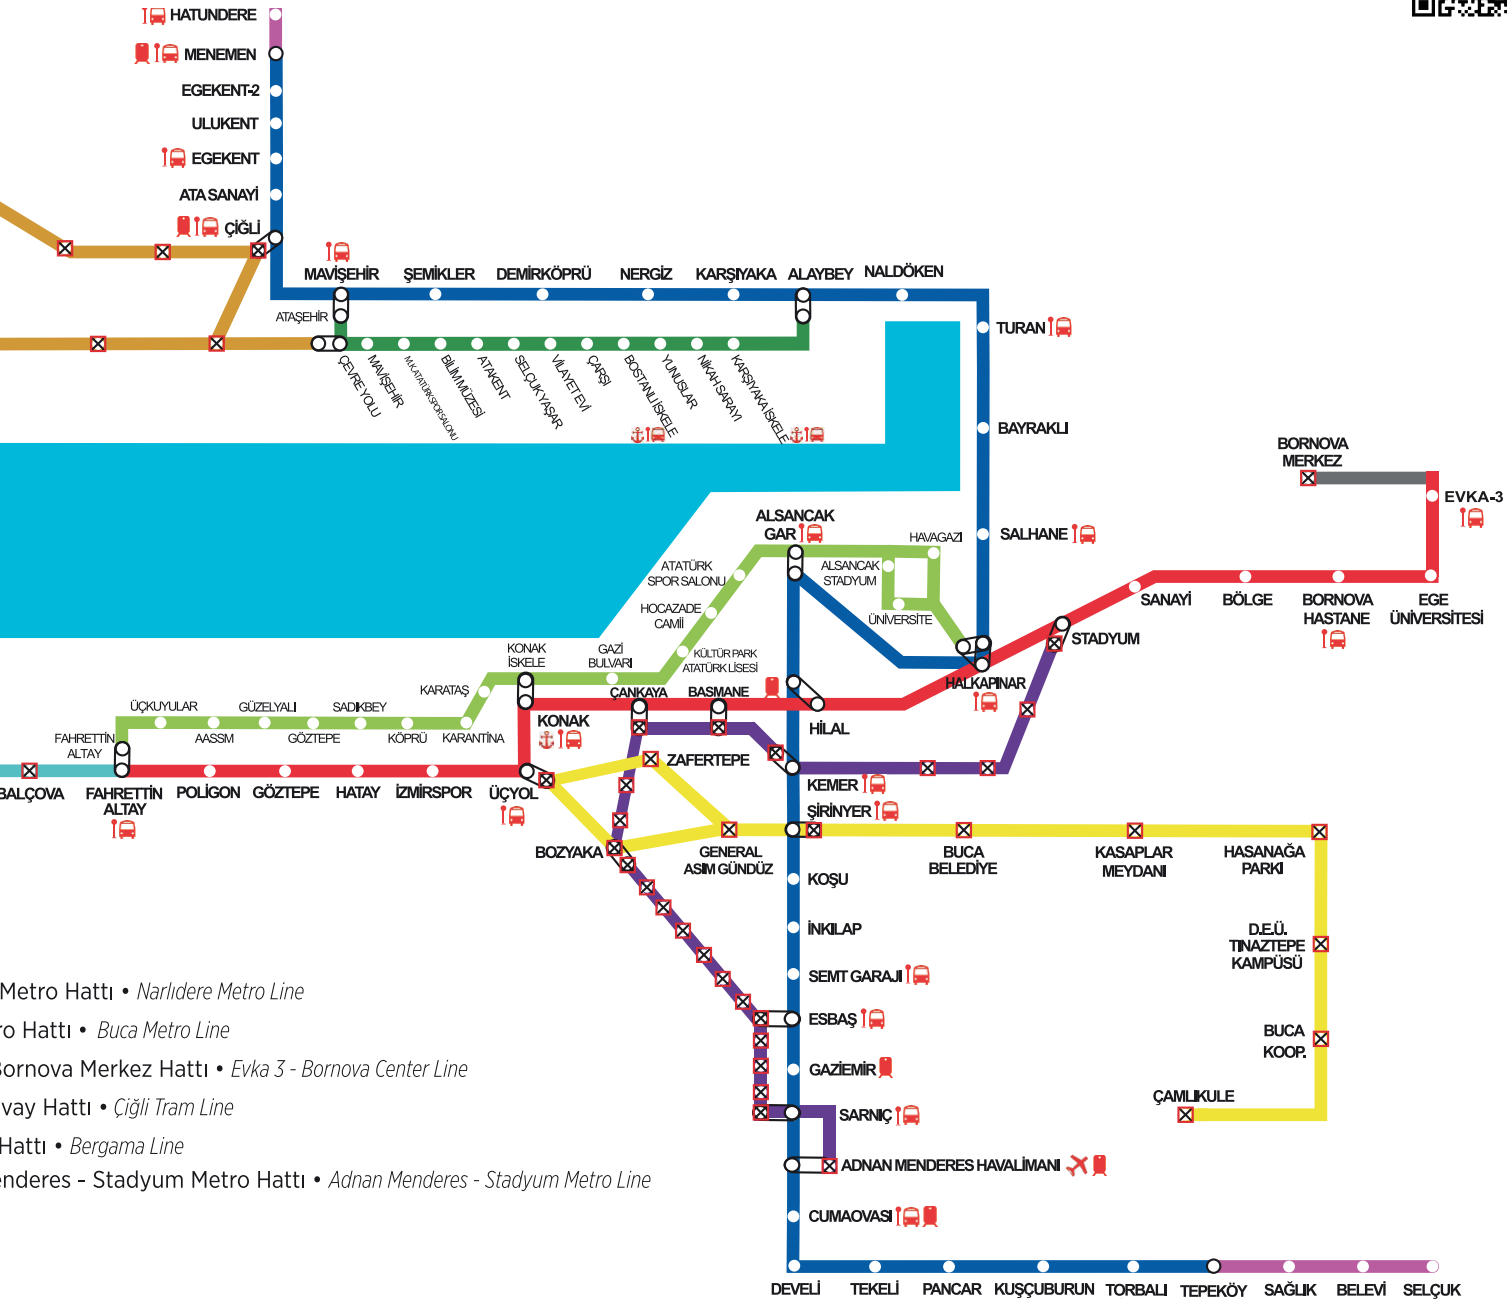 HATUNDERE
MENEMEN
EGEKENT-2
ULUKENT
EGEKENT
ATA SANAYİ
ÇİĞLİ
MAVİŞEHİR
ŞEMİKLER
DEMİRKÖPRÜ
NERGİZ
KARŞIYAKA
ALAYBEY
NALDÖKEN
ATAŞEHİR
TURAN
ÇEVRE YOLU
MAVİŞEHİR
M.K.ATATÜRK SPOR SALONU
BİLİM MÜZESİ
ATAKENT
SELÇUK YAŞAR
VİLAYET EVİ
ÇARŞI
BOSTANLI İSKELE
YUNUSLAR
NİKAH SARAYI
KARŞIYAKA İSKELE
BAYRAKLI
BORNOVA
MERKEZ
EVKA-3
ALSANCAK
GAR
SALHANE
HAVAGAZI
ATATÜRK
SPOR SALONU
ALSANCAK
STADYUM
HOCAZADE
CAMİİ
ÜNİVERSİTE
SANAYİ
BÖLGE
BORNOVA
HASTANE
EGE
ÜNİVERSİTESİ
STADYUM
KONAK
İSKELE
GAZİ
BULVARI
KÜLTÜR PARK
ATATÜRK LİSESİ
KARATAŞ
ÇANKAYA
BASMANE
HALKAPINAR
ÜÇKUYULAR
GÜZELYALI
SADIKBEY
KONAK
HİLAL
FAHRETTİN
ALTAY
AASSM
GÖZTEPE
KÖPRÜ
KARANTİNA
ZAFERTEPE
BALÇOVA
FAHRETTİN
ALTAY
POLİGON
GÖZTEPE
HATAY
İZMİRSPOR
ÜÇYOL
KEMER
ŞİRİNYER
BOZYAKA
GENERAL
ASIM GÜNDÜZ
BUCA
BELEDİYE
KASAPLAR
MEYDANI
HASANAĞA
PARKI
KOŞU
İNKILAP
D.E.Ü.
TINAZTEPE
KAMPÜSÜ
SEMT GARAJI
Metro Hattı • Narlıdere Metro Line
ESBAŞ
ro Hattı • Buca Metro Line
BUCA
KOOP.
Bornova Merkez Hattı • Evka 3 - Bornova Center Line
GAZİEMİR
vay Hattı • Çiğli Tram Line
SARNIÇ
ÇAMLIKULE
Hattı • Bergama Line
ADNAN MENDERES HAVALİMANI
enderes - Stadyum Metro Hattı • Adnan Menderes - Stadyum Metro Line
CUMAOVASI
DEVELİ
TEKELİ
PANCAR
KUŞÇUBURUN
TORBALI
TEPEKÖY
SAĞLIK
BELEVİ
SELÇUK